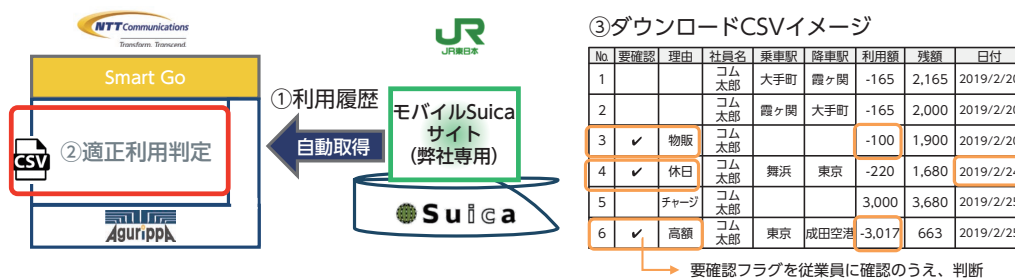 NTT Communications
Transform. Transcend.
Smart Go
CSV
②適正利用判定
Agurippa
①利用履歴
自動取得
JR
JR東日本
モバイルSuica
サイト
(弊社専用)
Suica
③ダウンロードCSVイメージ
No. 要確認 理由 社員名 乗車駅 降車駅 利用額 残額 日付
1 コム太郎 大手町 霞ヶ関 -165 2,165 2019/2/20
2 コム太郎 霞ヶ関 大手町 -165 2,000 2019/2/20
3 ✔ 物販 コム太郎 -100 1,900 2019/2/20
4 ✔ 休日 コム太郎 舞浜 東京 -220 1,680 2019/2/24
5 チャージ コム太郎 3,000 3,680 2019/2/25
6 ✔ 高額 コム太郎 東京 成田空港 -3,017 663 2019/2/25
要確認フラグを従業員に確認のうえ、判断